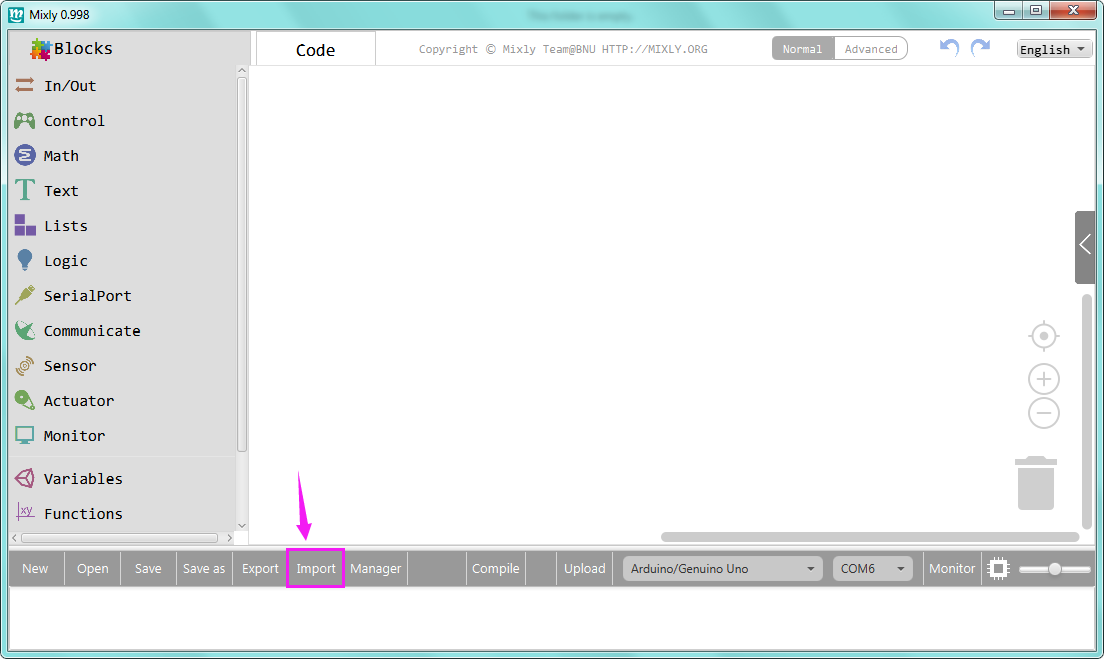 Mixly 0.998
This folder is empty.
Blocks
Code
Copyright © Mixly Team@BNU HTTP://MIXLY.ORG
Normal
Advanced
English
In/Out
Control
Math
Text
Lists
Logic
SerialPort
Communicate
Sensor
Actuator
Monitor
Variables
xy
Functions
New
Open
Save
Save as
Export
Import
Manager
Compile
Upload
Arduino/Genuino Uno
COM6
Monitor